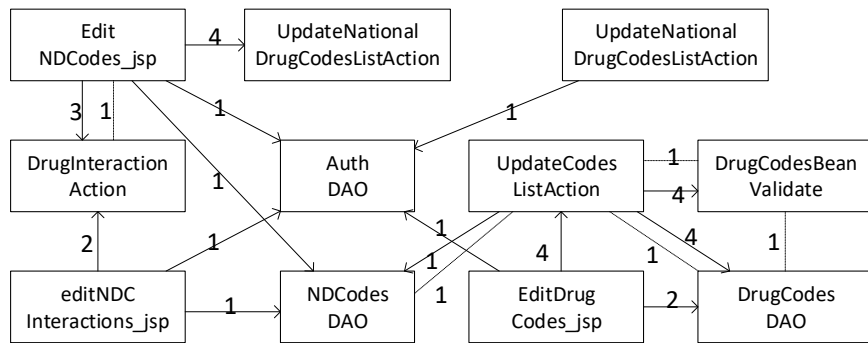 Edit
NDCodes_jsp
4
UpdateNational
DrugCodesListAction
UpdateNational
DrugCodesListAction
3
1
1
1
DrugInteraction
Action
Auth
DAO
UpdateCodes
ListAction
1
DrugCodesBean
Validate
4
1
2
1
1
1
4
4
1
1
1
editNDC
Interactions_jsp
1
NDCodes
DAO
EditDrug
Codes_jsp
2
DrugCodes
DAO